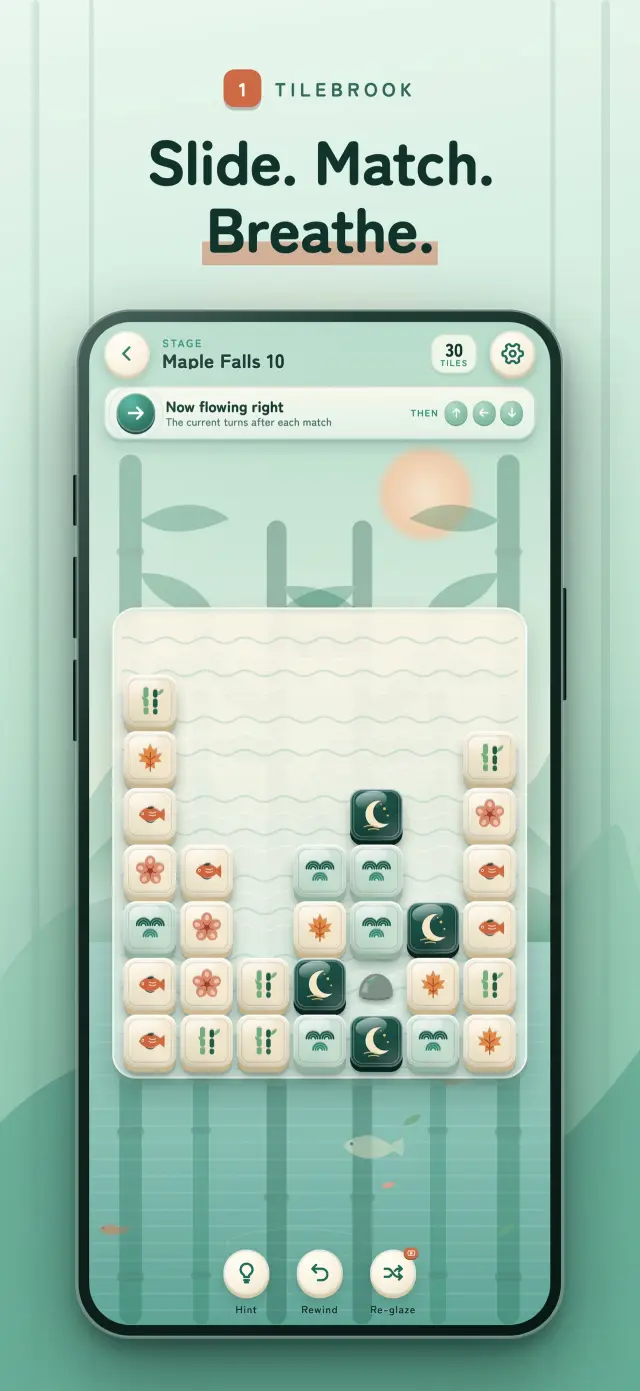 1 TILEBROOK
Slide. Match.
Breathe.
STAGE
Maple Falls 10
30
TILES
Now flowing right
The current turns after each match
THEN
Hint
Rewind
Re-glaze